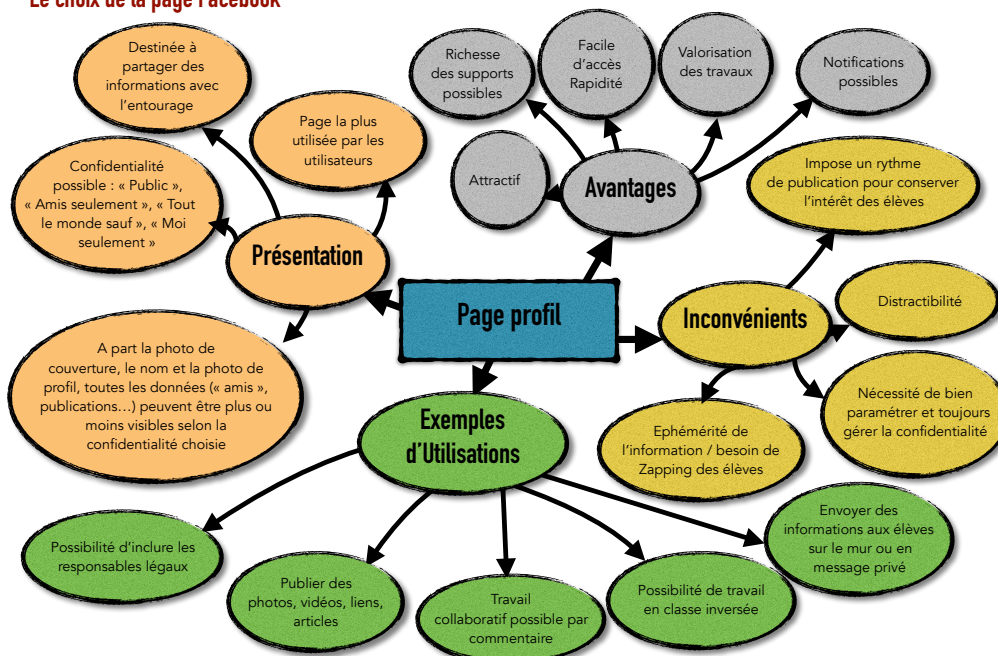 Le choix de la page Facebook
Destinée à
partager des
informations avec
l'entourage
Page la plus
utilisée par les
utilisateurs
Confidentialité
possible : « Public »,
« Amis seulement », « Tout
le monde sauf », « Moi
seulement »
Présentation
A part la photo de
couverture, le nom et la photo de
profil, toutes les données (« amis »,
publications…) peuvent être plus ou
moins visibles selon la
confidentialité choisie
Richesse
des supports
possibles
Facile
d'accès
Rapidité
Valorisation
des travaux
Notifications
possibles
Attractif
Avantages
Page profil
Impose un rythme
de publication pour conserver
l'intérêt des élèves
Inconvénients
Distractibilité
Nécessité de bien
paramétrer et toujours
gérer la confidentialité
Ephémérité de
l'information / besoin de
Zapping des élèves
Exemples
d'Utilisations
Possibilité d'inclure les
responsables légaux
Publier des
photos, vidéos, liens,
articles
Travail
collaboratif possible par
commentaire
Possibilité de travail
en classe inversée
Envoyer des
informations aux élèves
sur le mur ou en
message privé